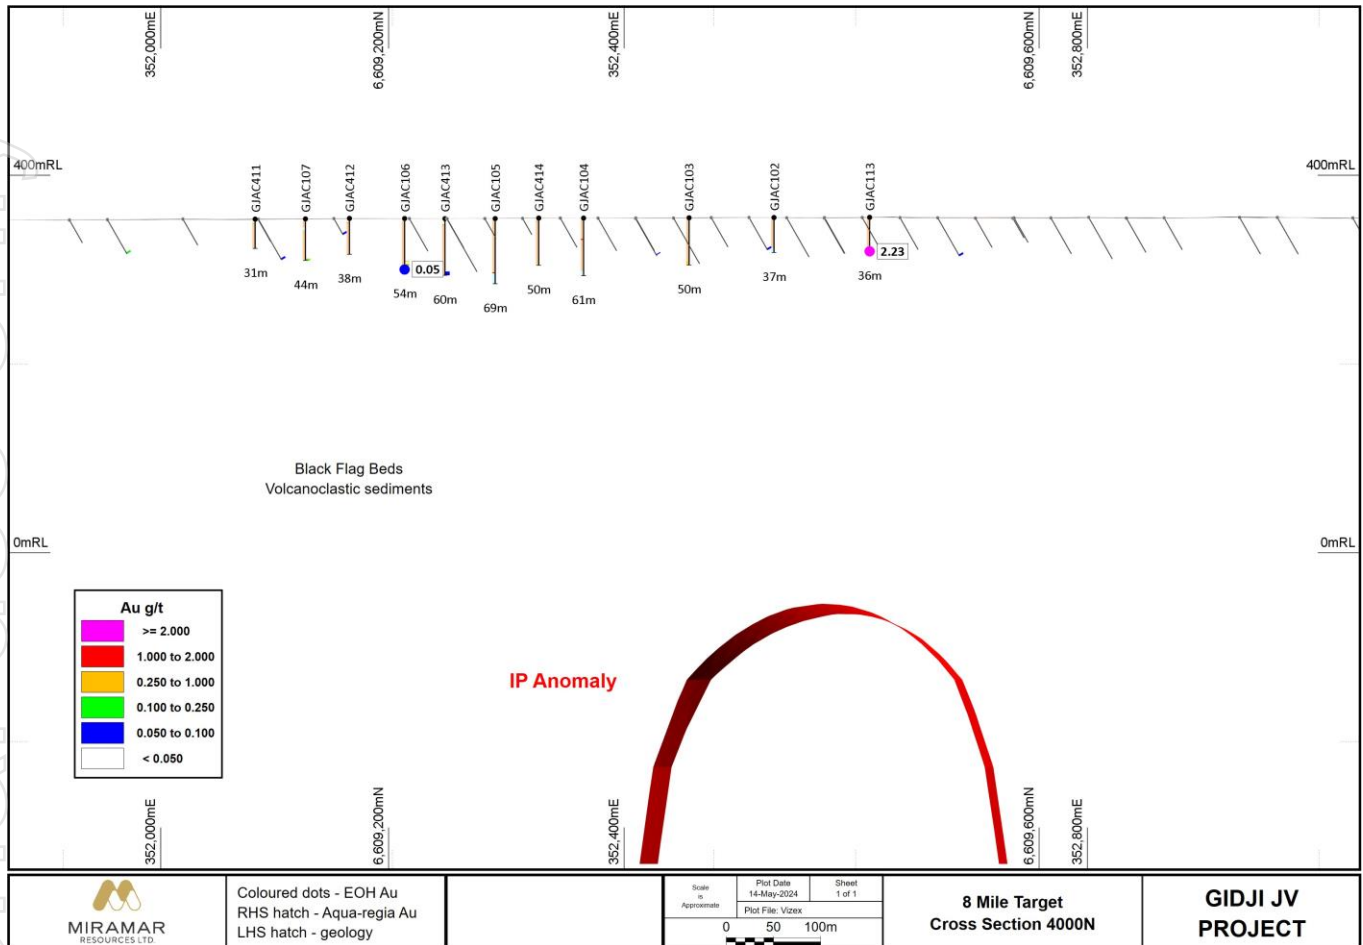 352,000mE
6,609,200mN
352,400mE
6,609,600mN
352,800mE
400mRL
400mRL
GJAC411
GJAC107
GJAC412
GJAC106
GJAC413
GJAC105
GJAC414
GJAC104
GJAC103
GJAC102
GJAC113
0.05
2.23
31m
44m
38m
54m
60m
69m
50m
61m
50m
37m
36m
Black Flag Beds
Volcanoclastic sediments
0mRL
0mRL
Au g/t
>= 2.000
1.000 to 2.000
0.250 to 1.000
0.100 to 0.250
0.050 to 0.100
< 0.050
IP Anomaly
352,000mE
6,609,200mN
352,400mE
6,609,600mN
352,800mE
MIRAMAR
RESOURCES LTD.
Coloured dots - EOH Au
RHS hatch - Aqua-regia Au
LHS hatch - geology
Scale
is
Approximate
Plot Date
14-May-2024
Sheet
1 of 1
Plot File: Vizex
0 50 100m
8 Mile Target
Cross Section 4000N
GIDJI JV
PROJECT